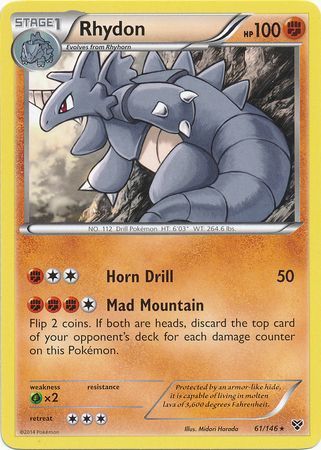 STAGE1 Rhydon HP100
Evolves from Rhyhorn
NO. 112 Drill Pokémon HT: 6'03" WT: 264.6 lbs.
Horn Drill 50
Mad Mountain
Flip 2 coins. If both are heads, discard the top card
of your opponent's deck for each damage counter
on this Pokémon.
weakness resistance
×2
retreat
Protected by an armor-like hide,
it is capable of living in molten
lava of 3,600 degrees Fahrenheit.
©2014 Pokémon Illus. Midori Harada 61/146 ★
XY